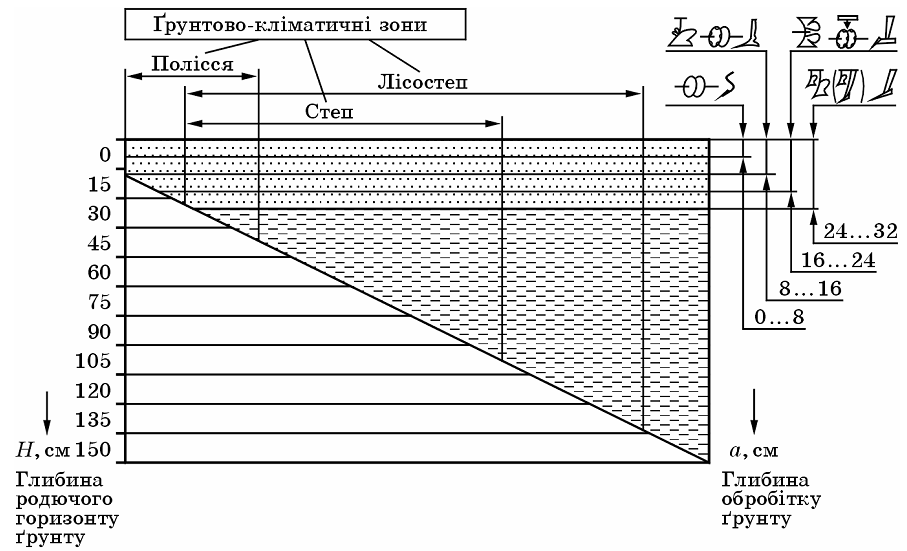 Ґрунтово-кліматичні зони
Полісся
Лісостеп
Степ
0
15
30
45
60
75
90
105
120
135
150
H, см
Глибина
родючого
горизонту
ґрунту
24...32
16...24
8...16
0...8
a, см
Глибина
обробітку
ґрунту